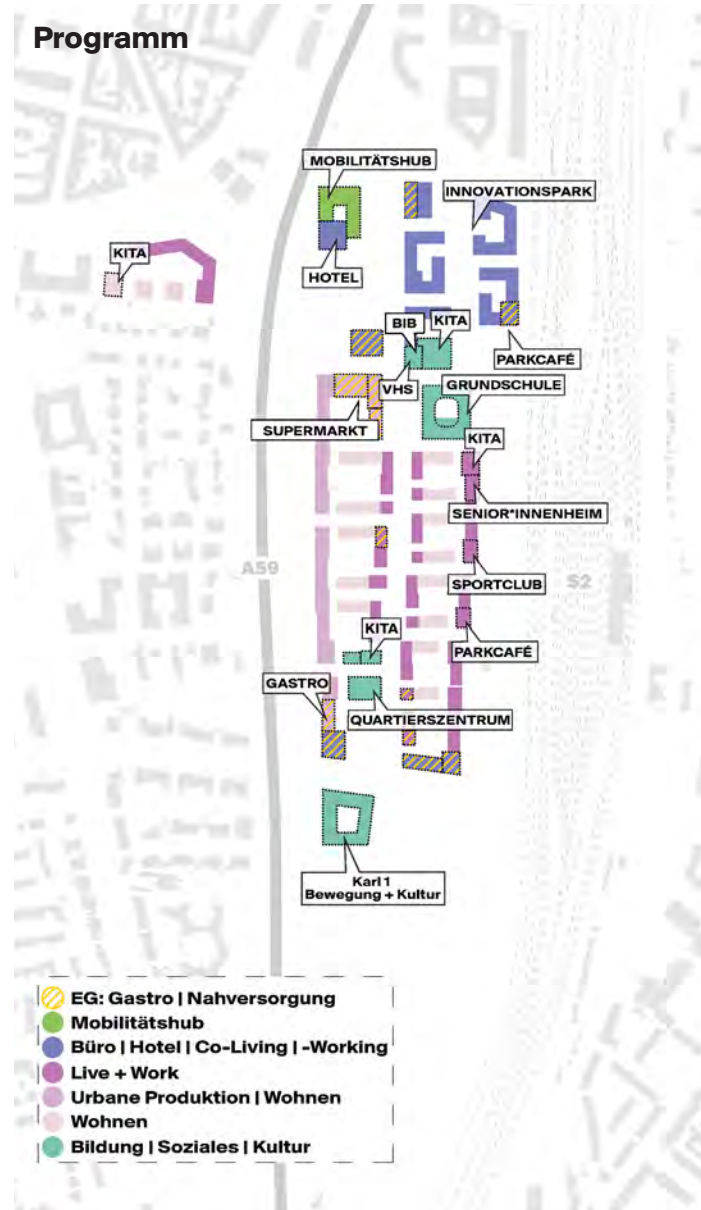 Programm
MOBILITÄTSHUB
INNOVATIONSPARK
KITA
HOTEL
BIB
KITA
PARKCAFÉ
VHS
GRUNDSCHULE
SUPERMARKT
KITA
SENIOR*INNENHEIM
A59
SPORTCLUB
S2
KITA
PARKCAFÉ
GASTRO
QUARTIERSZENTRUM
Karl 1
Bewegung + Kultur
EG: Gastro | Nahversorgung
Mobilitätshub
Büro | Hotel | Co-Living | -Working
Live + Work
Urbane Produktion | Wohnen
Wohnen
Bildung | Soziales | Kultur